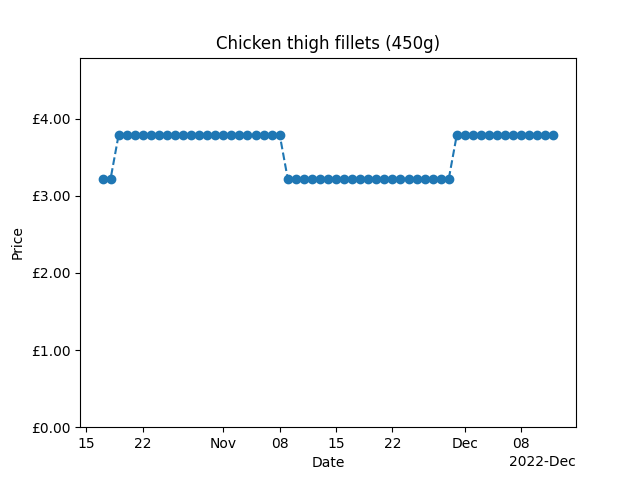 Chicken thigh fillets (450g)
£4.00
£3.00
£2.00
£1.00
£0.00
Price
15 22 Nov 08 15 22 Dec 08
Date
2022-Dec